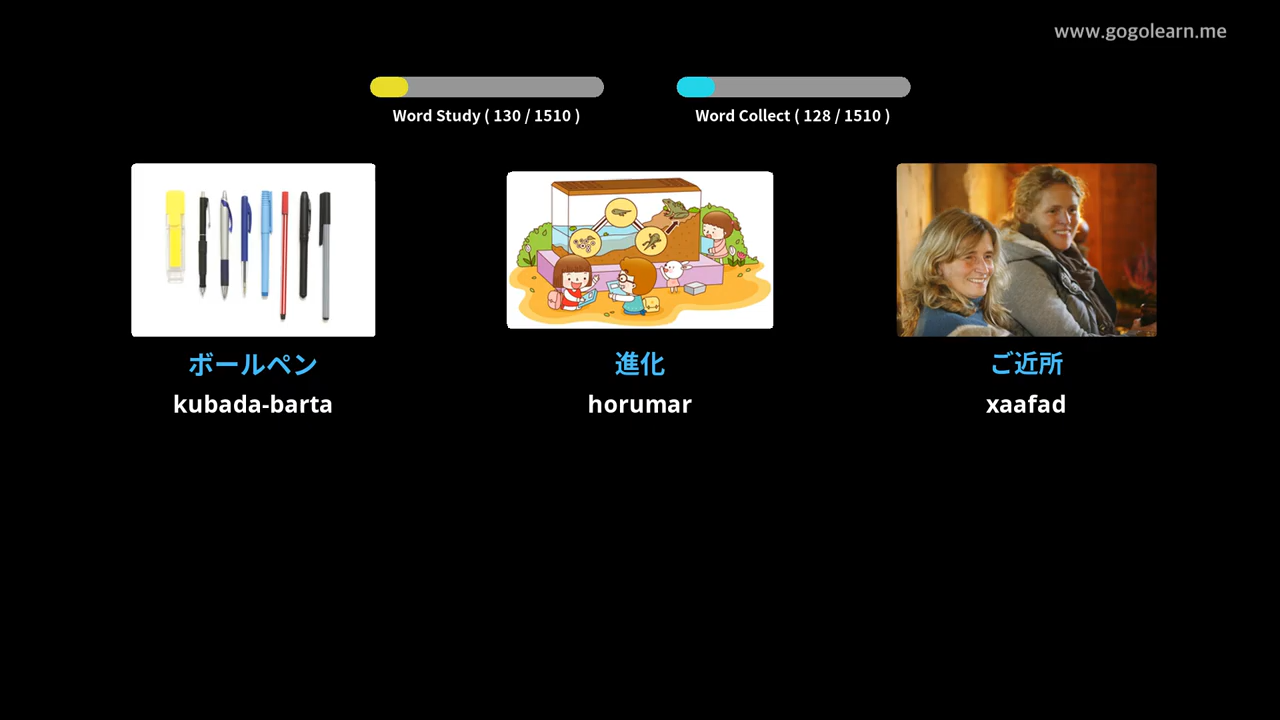 www.gogolearn.me
Word Study ( 130 / 1510 )
Word Collect ( 128 / 1510 )
ボールペン
kubada-barta
進化
horumar
ご近所
xaafad